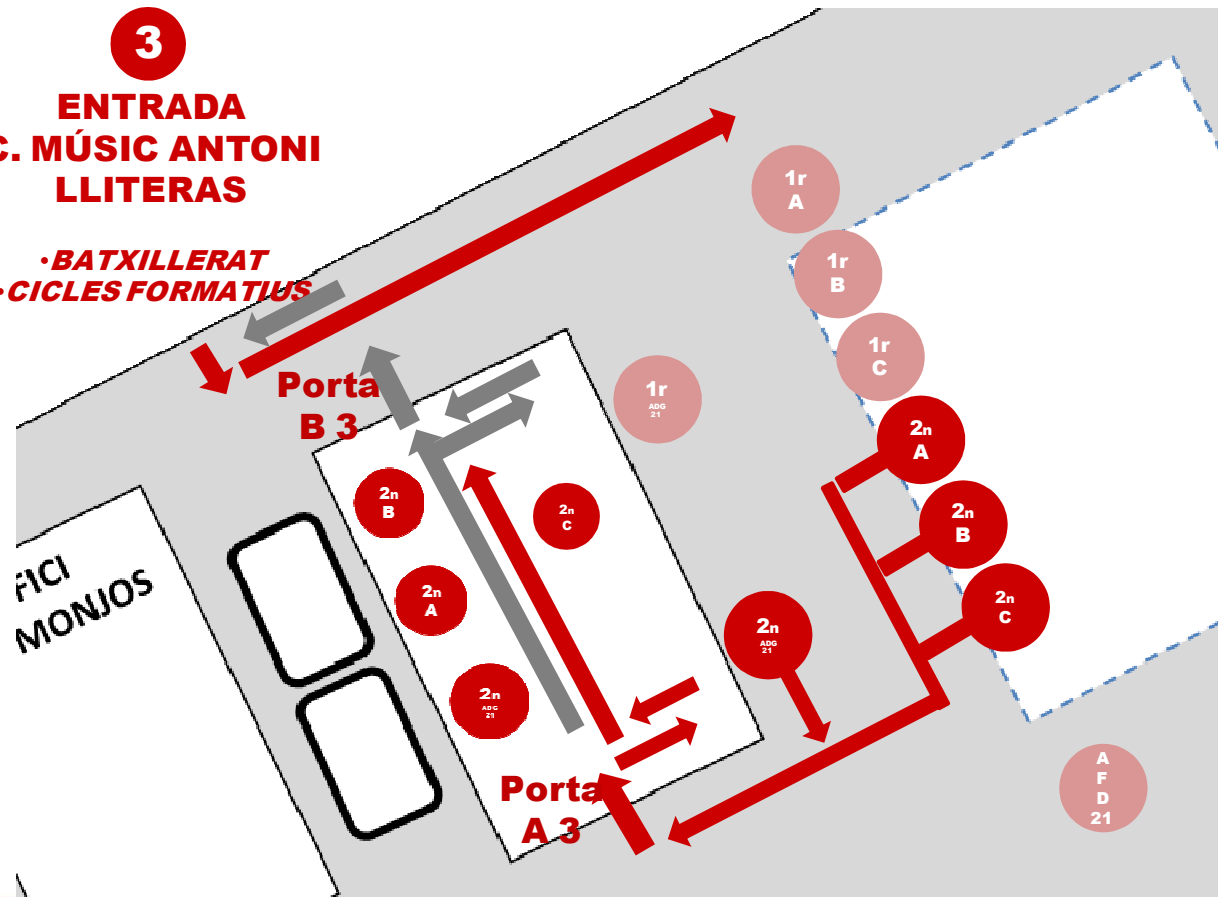 3
ENTRADA
C. MÚSIC ANTONI
LLITERAS
•BATXILLERAT
•CICLES FORMATIUS
1r
A
1r
B
1r
C
1r
ADG
21
2n
A
2n
B
2n
C
Porta
B 3
2n
B
2n
C
2n
A
2n
ADG
21
2n
ADG
21
Porta
A 3
FICI
MONJOS
A
F
D
21